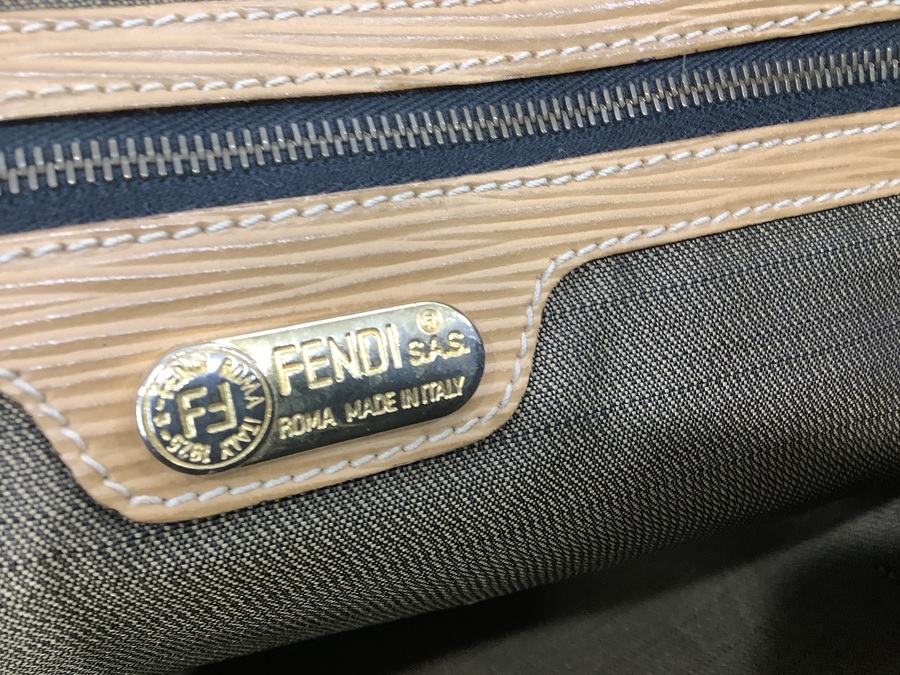 FENDI ®
S.A.S.
ROMA MADE IN ITALY
FENDI S.A.S. ROMA ITALY 1925
FF